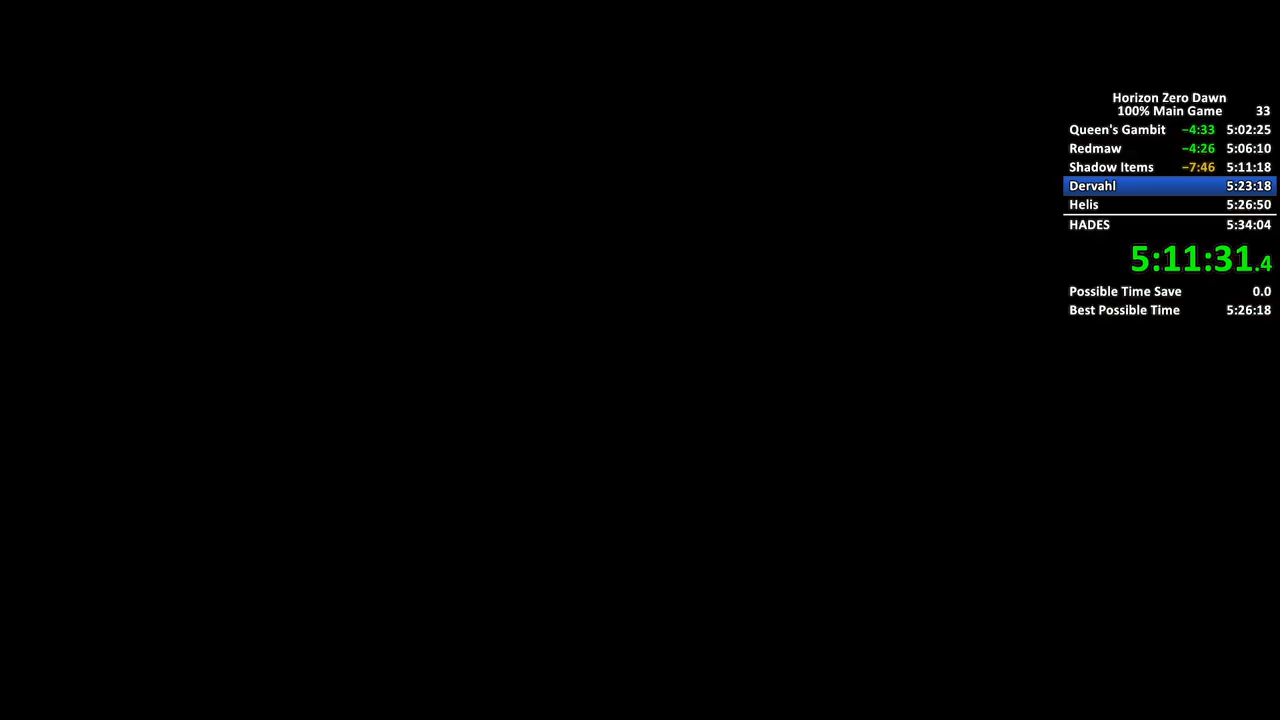 Horizon Zero Dawn
100% Main Game 33
Queen's Gambit −4:33 5:02:25
Redmaw −4:26 5:06:10
Shadow Items −7:46 5:11:18
Dervahl 5:23:18
Helis 5:26:50
HADES 5:34:04
5:11:31.4
Possible Time Save 0.0
Best Possible Time 5:26:18